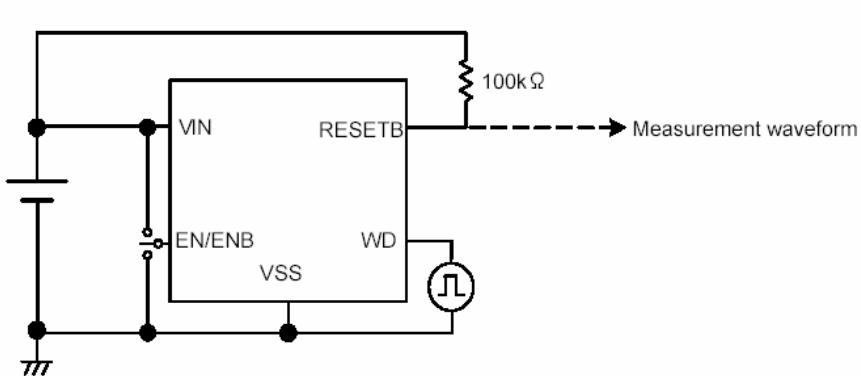 100kΩ
VIN
RESETB
Measurement waveform
EN/ENB
WD
VSS